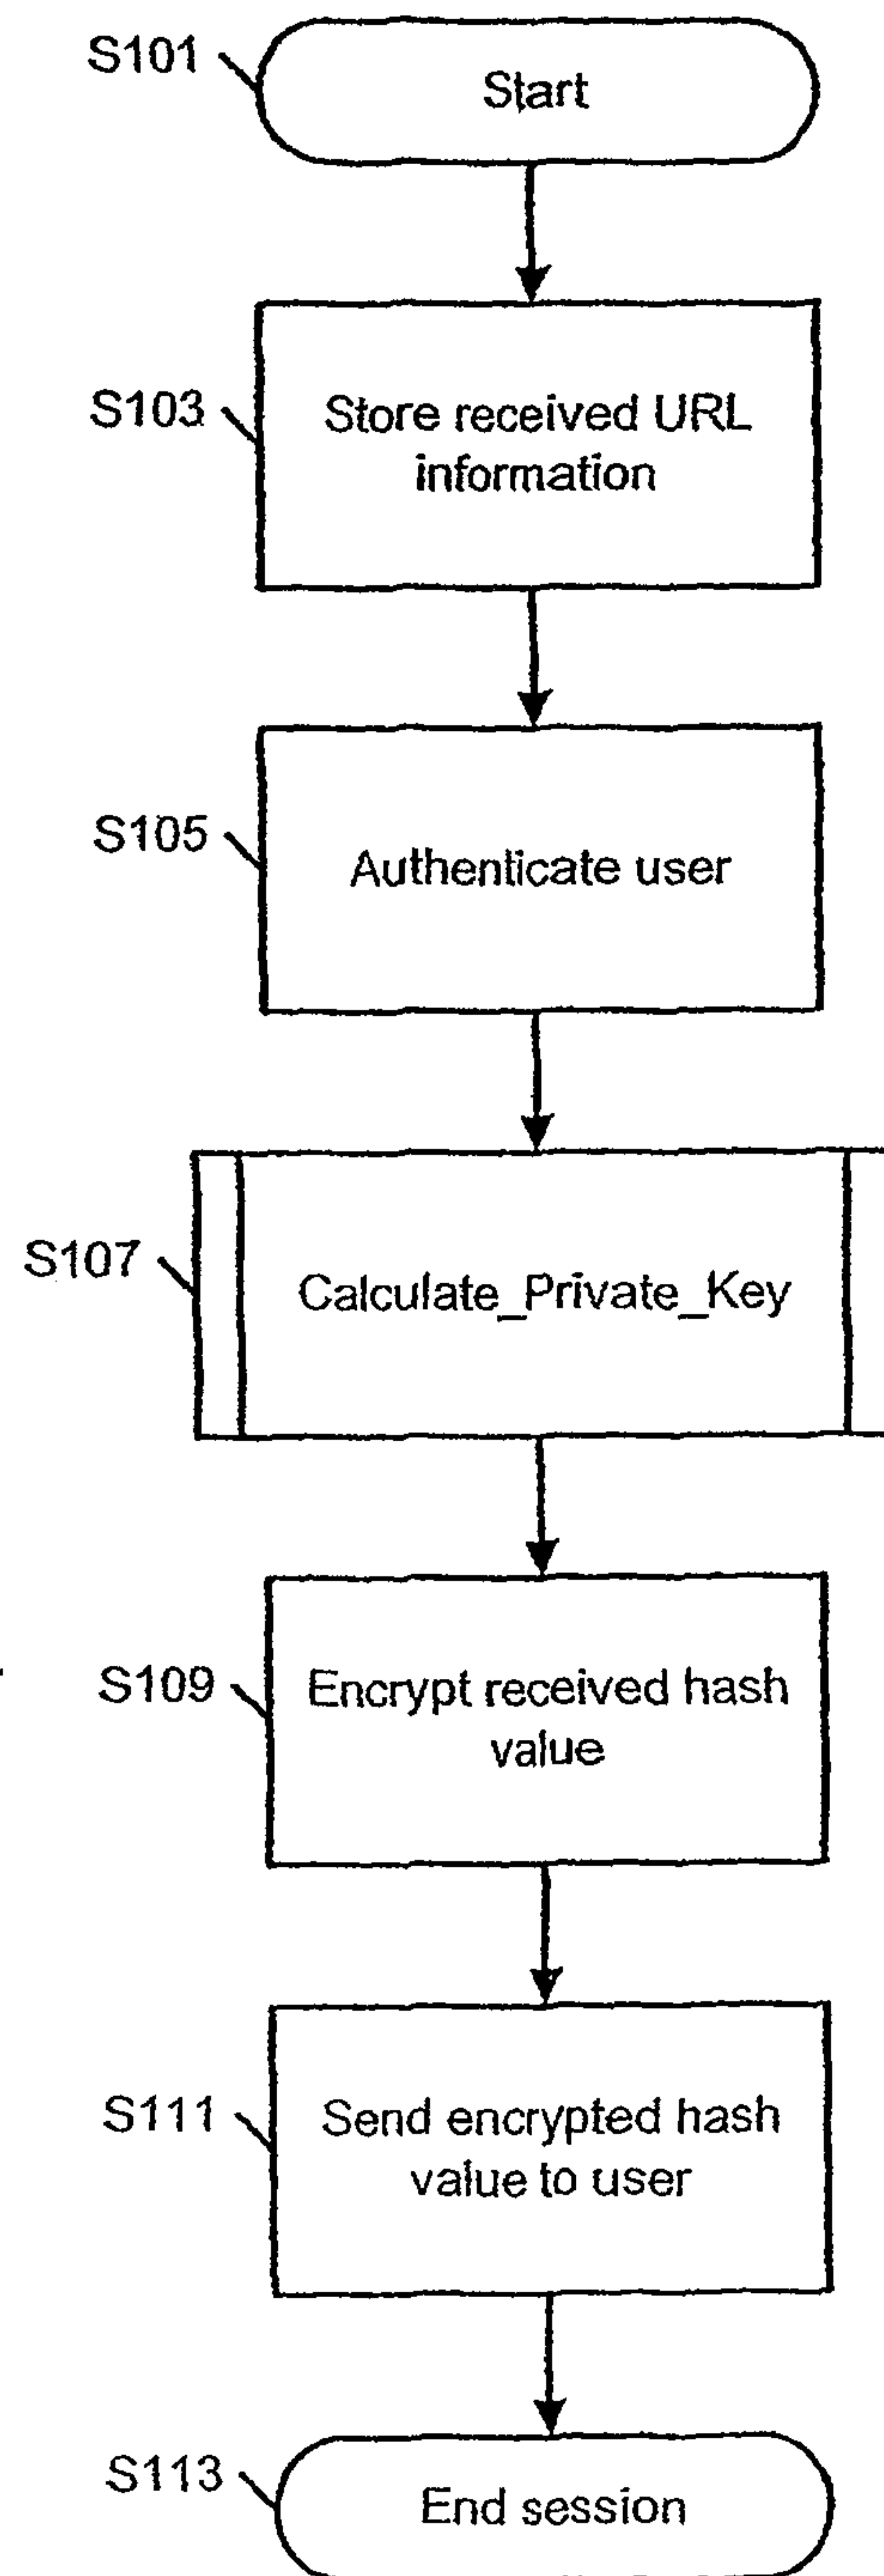 S101
Start
S103
Store received URL
information
S105
Authenticate user
S107
Calculate_Private_Key
S109
Encrypt received hash
value
S111
Send encrypted hash
value to user
S113
End session